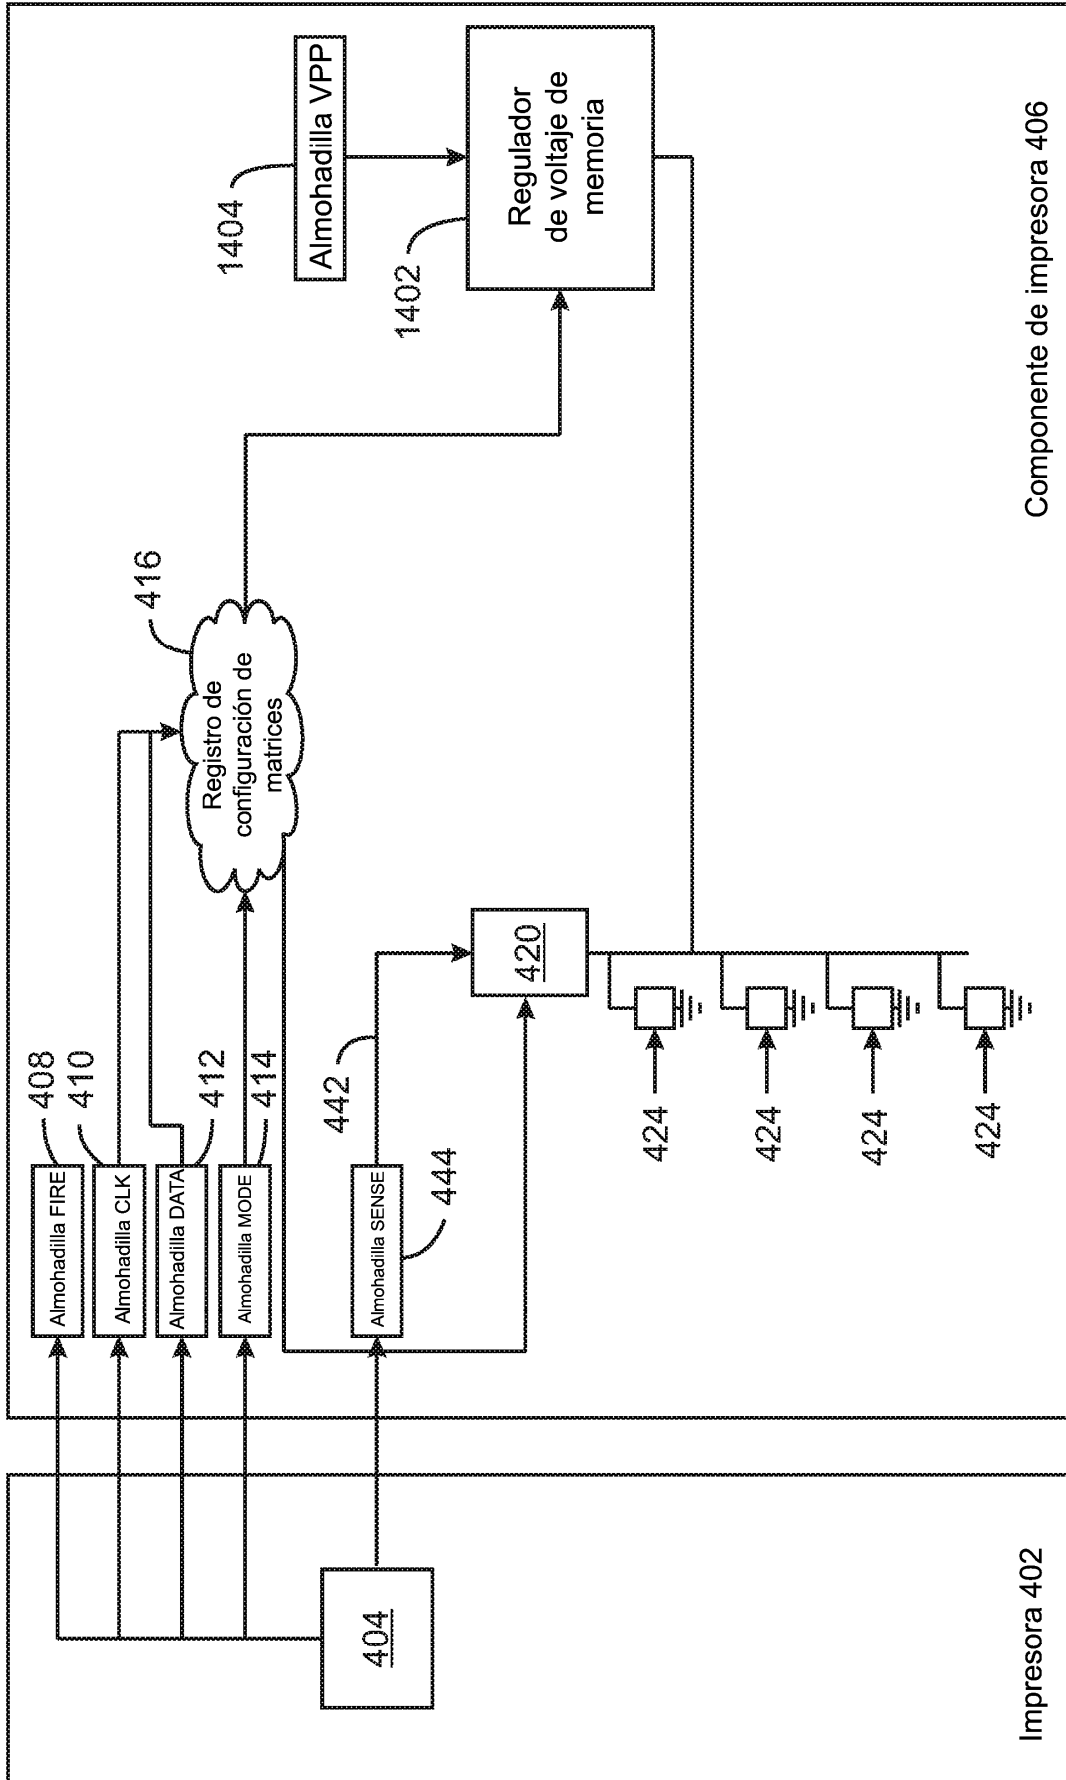 408
410
412
414
Almohadilla FIRE
Almohadilla CLK
Almohadilla DATA
Almohadilla MODE
416
Registro de
configuración de
matrices
1404
Almohadilla VPP
1402
Regulador
de voltaje de
memoria
404
Almohadilla SENSE
444
442
420
424
424
424
424
Impresora 402
Componente de impresora 406